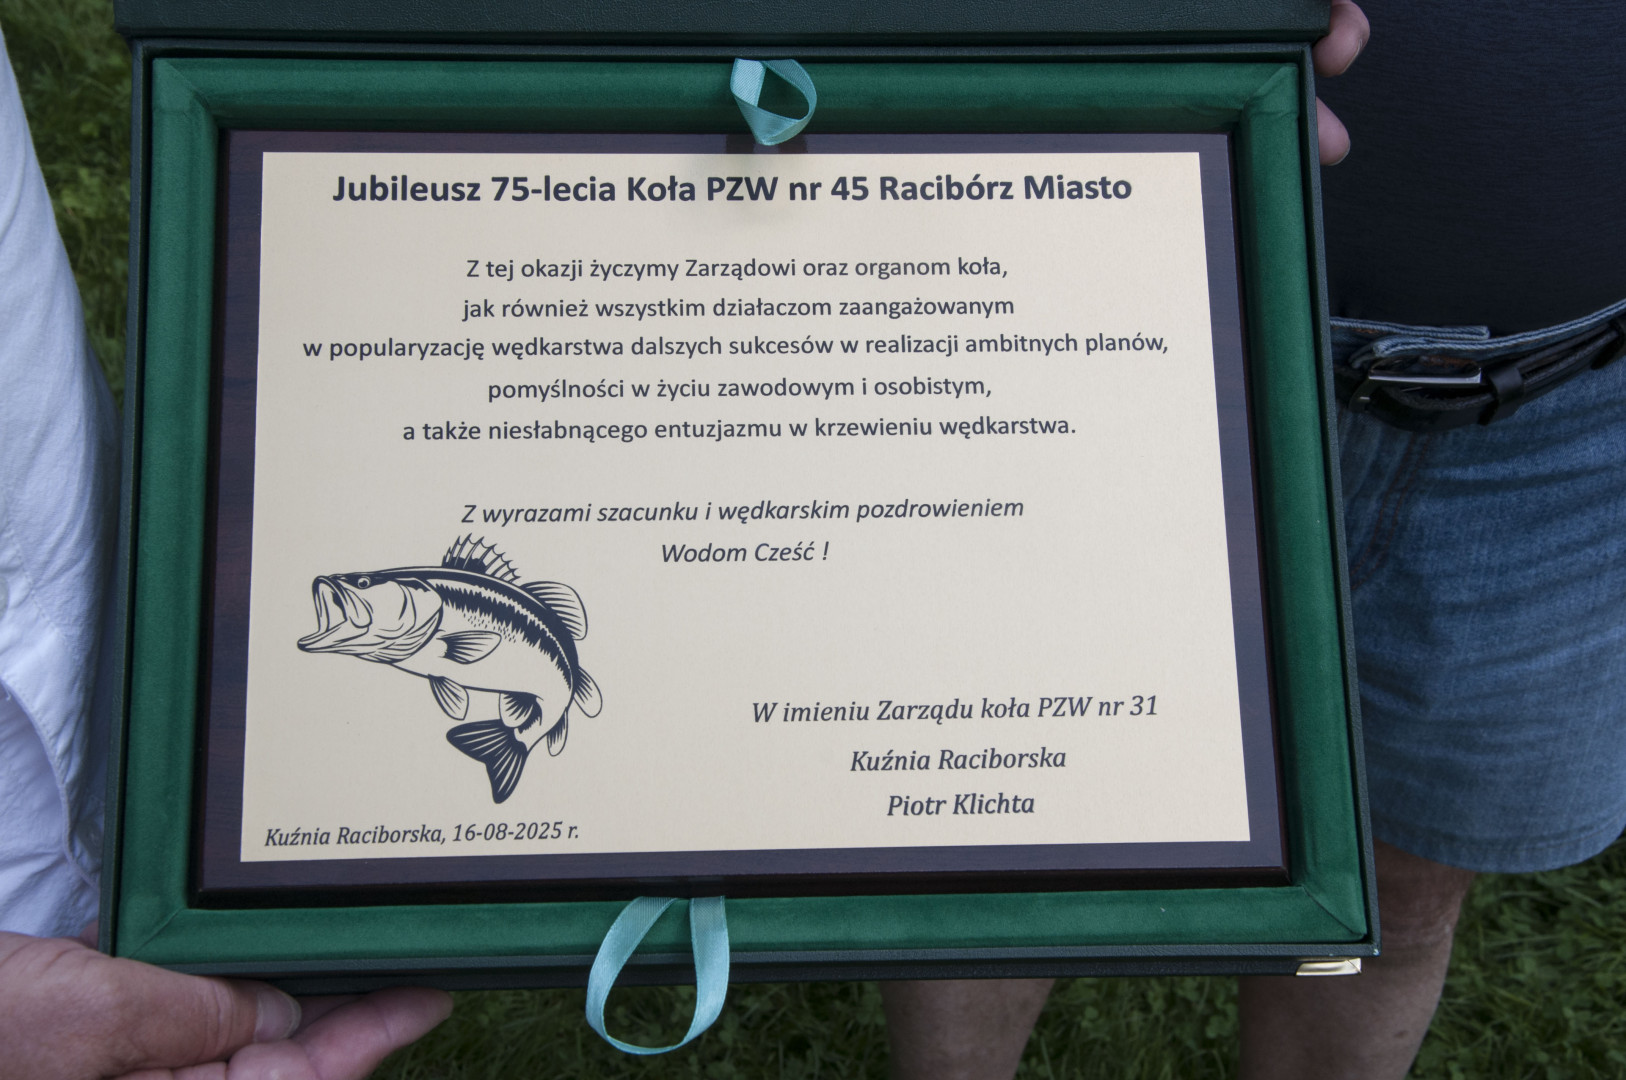 Jubileusz 75-lecia Koła PZW nr 45 Racibórz Miasto
Z tej okazji życzymy Zarządowi oraz organom koła,
jak również wszystkim działaczom zaangażowanym
w popularyzację wędkarstwa dalszych sukcesów w realizacji ambitnych planów,
pomyślności w życiu zawodowym i osobistym,
a także niesłabnącego entuzjazmu w krzewieniu wędkarstwa.
Z wyrazami szacunku i wędkarskim pozdrowieniem
Wodom Cześć !
W imieniu Zarządu koła PZW nr 31
Kuźnia Raciborska
Piotr Klichta
Kuźnia Raciborska, 16-08-2025 r.